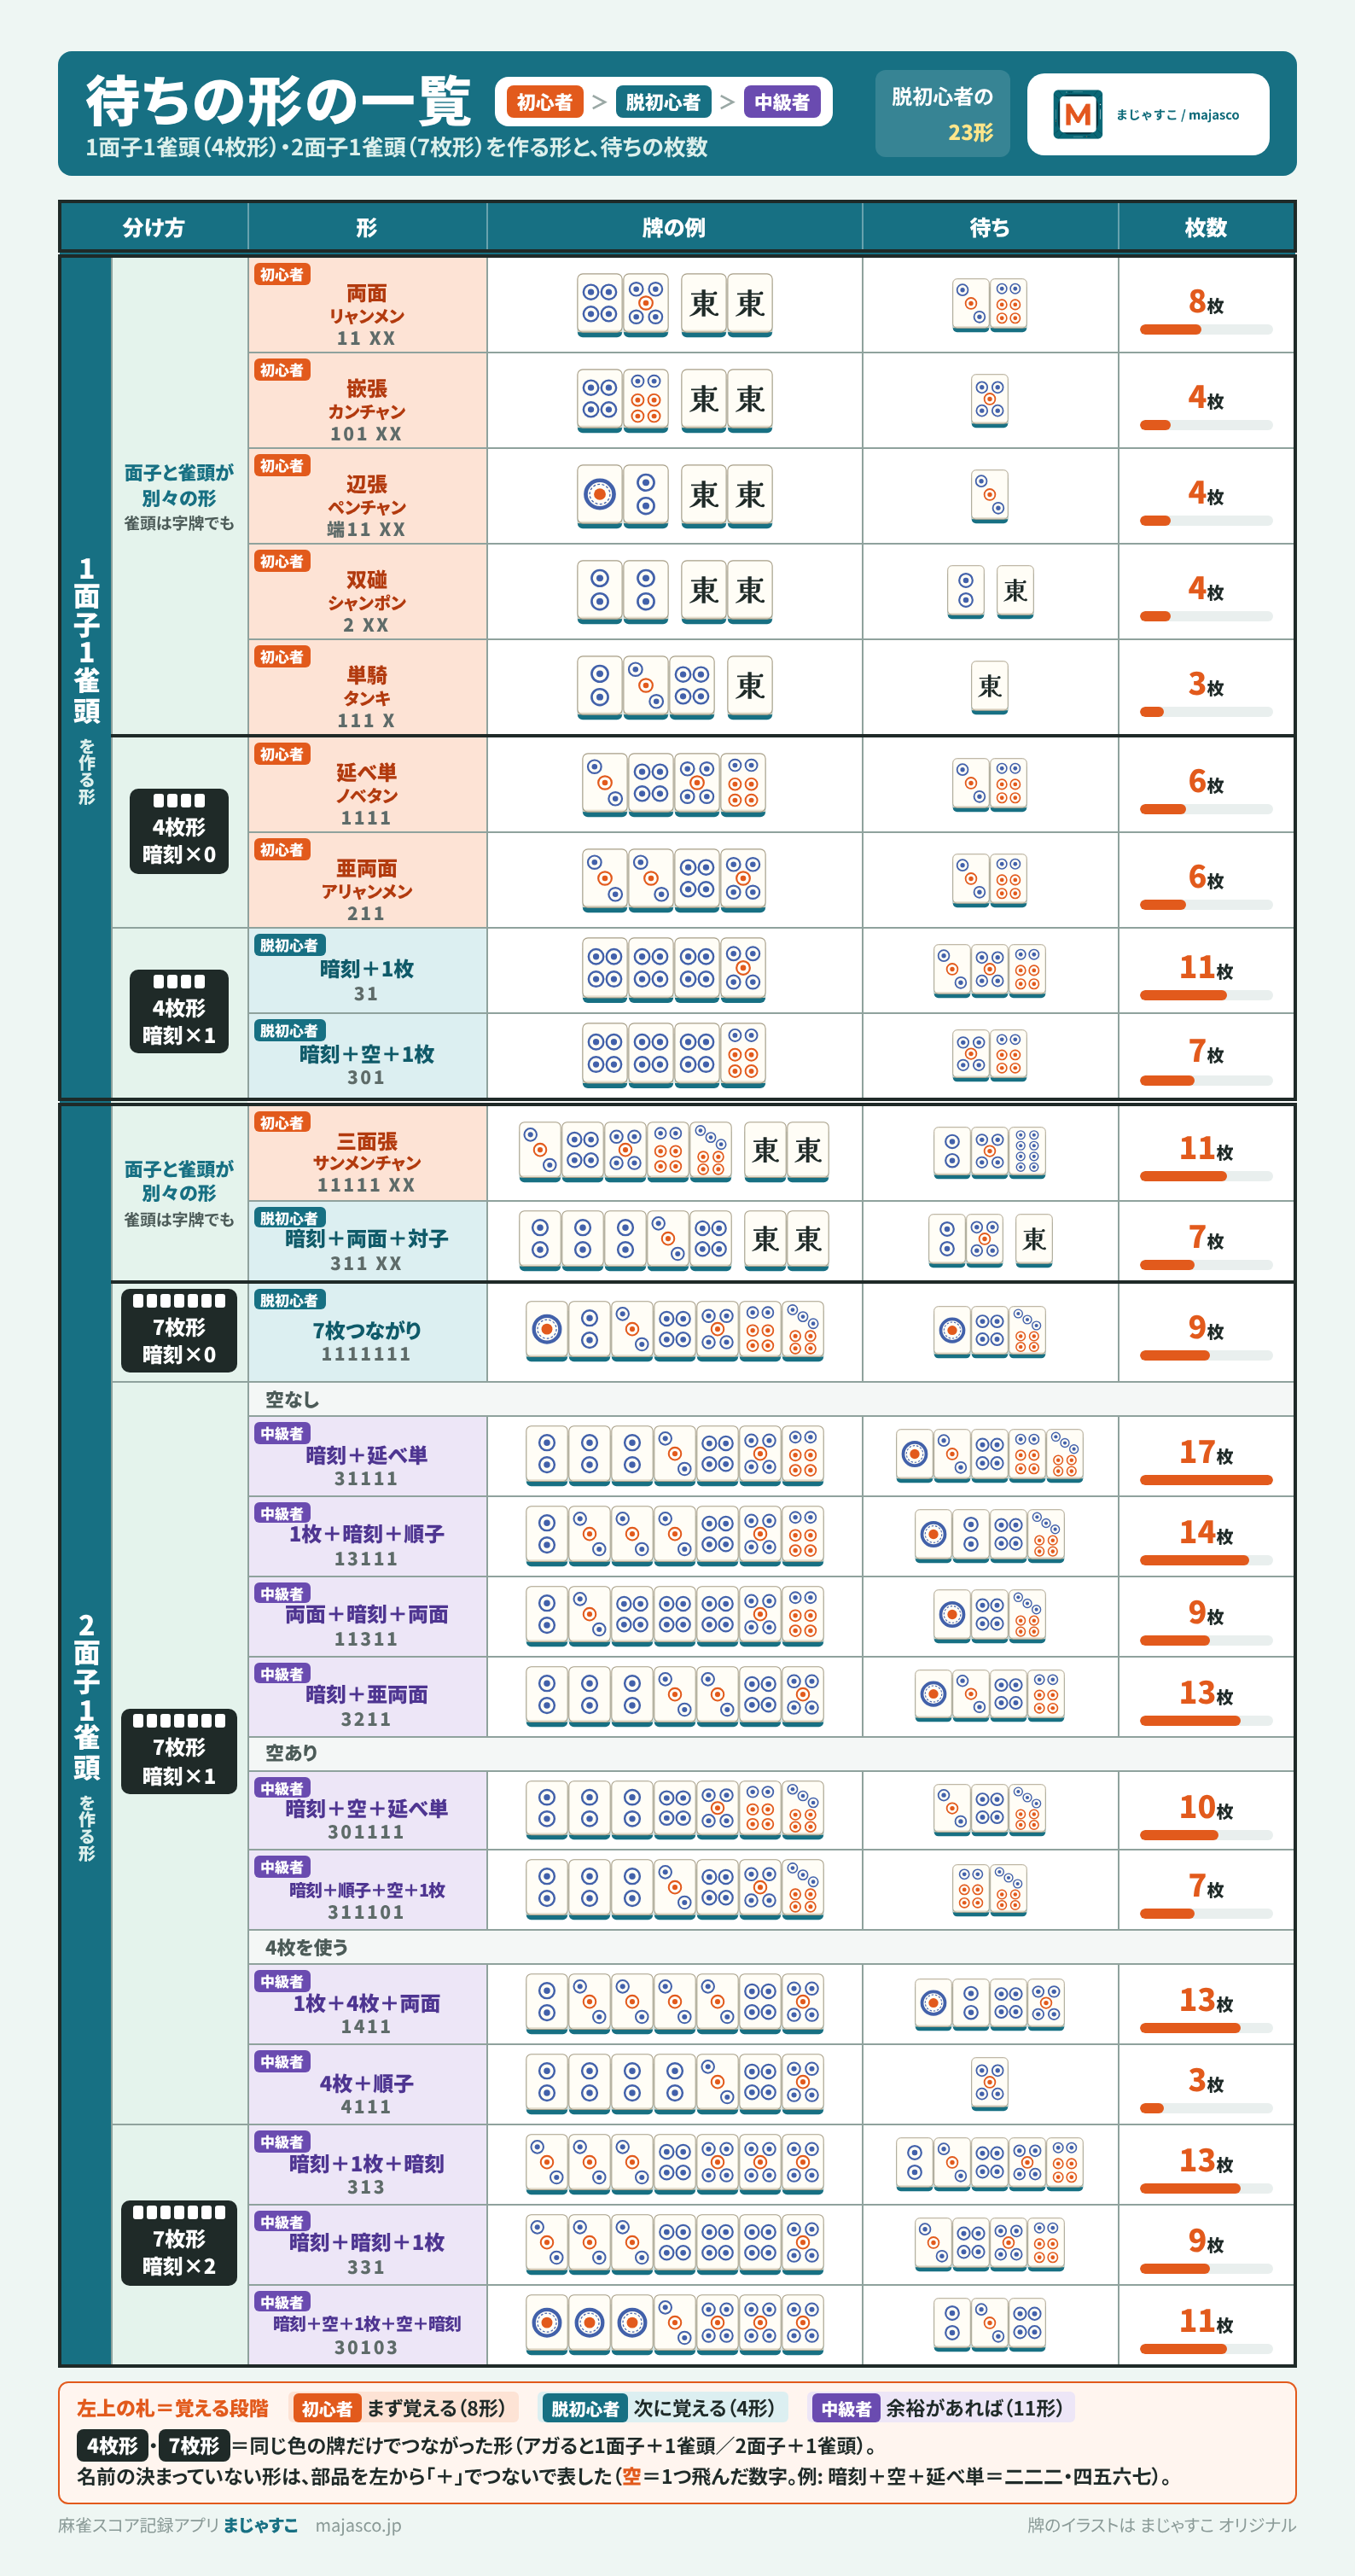 待ちの形の一覧
初心者 > 脱初心者 > 中級者
1面子1雀頭（4枚形）・2面子1雀頭（7枚形）を作る形と、待ちの枚数
脱初心者の
23形
M
まじゃすこ / majasco
分け方 形 牌の例 待ち 枚数
1面子1雀頭 を作る形
面子と雀頭が
別々の形
雀頭は字牌でも
初心者
両面
リャンメン
11 XX
東 東
8枚
初心者
嵌張
カンチャン
101 XX
東 東
4枚
初心者
辺張
ペンチャン
端11 XX
東 東
4枚
初心者
双碰
シャンポン
2 XX
東 東
東
4枚
初心者
単騎
タンキ
111 X
東
東
3枚
4枚形
暗刻×0
初心者
延べ単
ノベタン
1111
6枚
初心者
亜両面
アリャンメン
211
6枚
4枚形
暗刻×1
脱初心者
暗刻＋1枚
31
11枚
脱初心者
暗刻＋空＋1枚
301
7枚
2面子1雀頭 を作る形
面子と雀頭が
別々の形
雀頭は字牌でも
初心者
三面張
サンメンチャン
11111 XX
東 東
11枚
脱初心者
暗刻＋両面＋対子
311 XX
東 東
東
7枚
7枚形
暗刻×0
脱初心者
7枚つながり
1111111
9枚
7枚形
暗刻×1
空なし
中級者
暗刻＋延べ単
31111
17枚
中級者
1枚＋暗刻＋順子
13111
14枚
中級者
両面＋暗刻＋両面
11311
9枚
中級者
暗刻＋亜両面
3211
13枚
空あり
中級者
暗刻＋空＋延べ単
301111
10枚
中級者
暗刻＋順子＋空＋1枚
311101
7枚
4枚を使う
中級者
1枚＋4枚＋両面
1411
13枚
中級者
4枚＋順子
4111
3枚
7枚形
暗刻×2
中級者
暗刻＋1枚＋暗刻
313
13枚
中級者
暗刻＋暗刻＋1枚
331
9枚
中級者
暗刻＋空＋1枚＋空＋暗刻
30103
11枚
左上の札＝覚える段階 初心者 まず覚える（8形） 脱初心者 次に覚える（4形） 中級者 余裕があれば（11形）
4枚形・7枚形＝同じ色の牌だけでつながった形（アガると1面子＋1雀頭／2面子＋1雀頭）。
名前の決まっていない形は、部品を左から「＋」でつないで表した（空＝1つ飛んだ数字。例: 暗刻＋空＋延べ単＝二二二・四五六七）。
麻雀スコア記録アプリ まじゃすこ majasco.jp
牌のイラストは まじゃすこ オリジナル